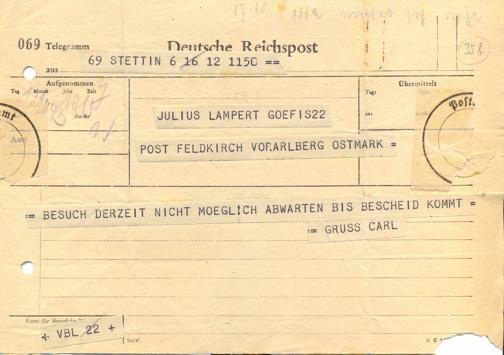 069 Telegramm Deutsche Reichspost
aus 69 STETTIN 6 16 12 1150 ==
Aufgenommen
Tag Monat Jahr Zeit
durch
Übermittelt
Tag:
Zeit:
JULIUS LAMPERT GOEFIS22
POST FELDKIRCH VORARLBERG OSTMARK =
Amt
Post
:= BESUCH DERZEIT NICHT MOEGLICH ABWARTEN BIS BESCHEID KOMMT =
:= GRUSS CARL
+ VBL 22 +